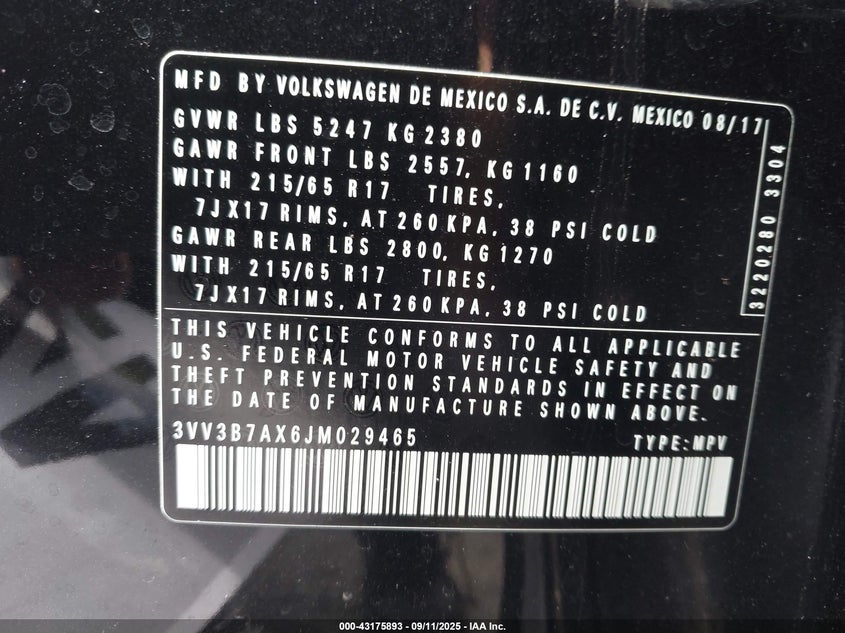 MFD BY VOLKSWAGEN DE MEXICO S.A. DE C.V. MEXICO 08/17
GVWR LBS 5247 KG 2380
GAWR FRONT LBS 2557, KG 1160
WITH 215/65 R17 TIRES,
7JX17 RIMS, AT 260 KPA, 38 PSI COLD
GAWR REAR LBS 2800, KG 1270
WITH 215/65 R17 TIRES,
7JX17 RIMS, AT 260 KPA, 38 PSI COLD
3220280 3304
THIS VEHICLE CONFORMS TO ALL APPLICABLE
U.S. FEDERAL MOTOR VEHICLE SAFETY AND
THEFT PREVENTION STANDARDS IN EFFECT ON
THE DATE OF MANUFACTURE SHOWN ABOVE.
3VV3B7AX6JM029465 TYPE: MPV
000-43175893 - 09/11/2025 - IAA Inc.